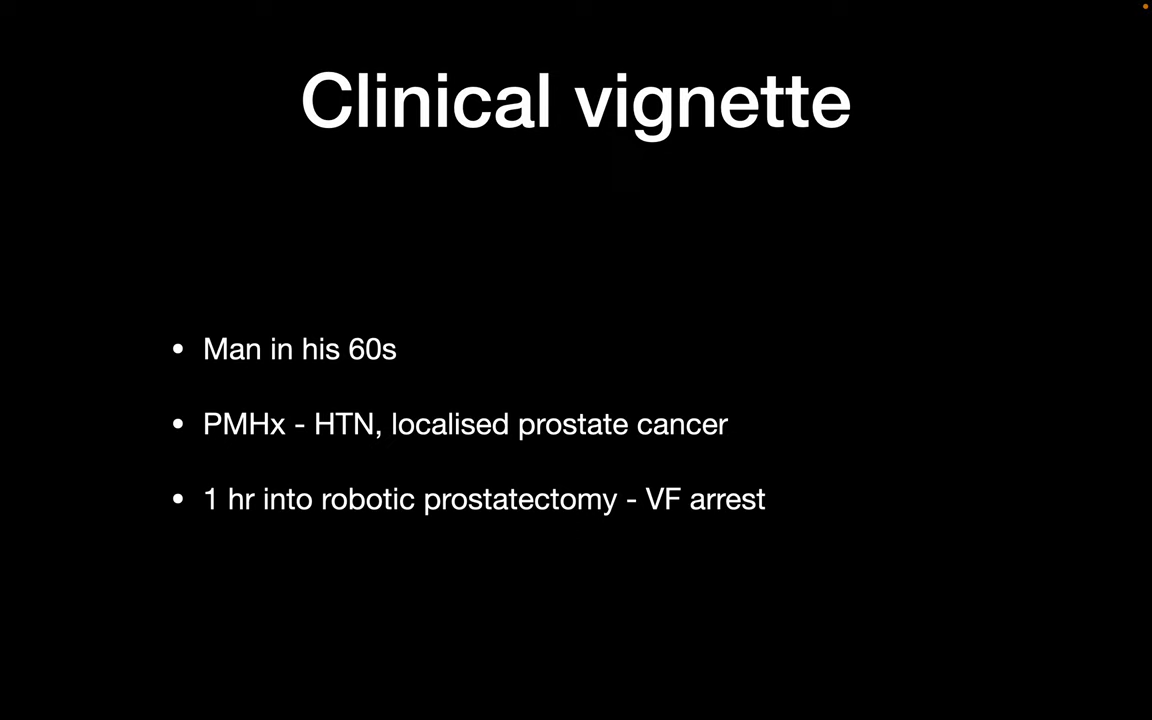 Clinical vignette
• Man in his 60s
• PMHx - HTN, localised prostate cancer
• 1 hr into robotic prostatectomy - VF arrest